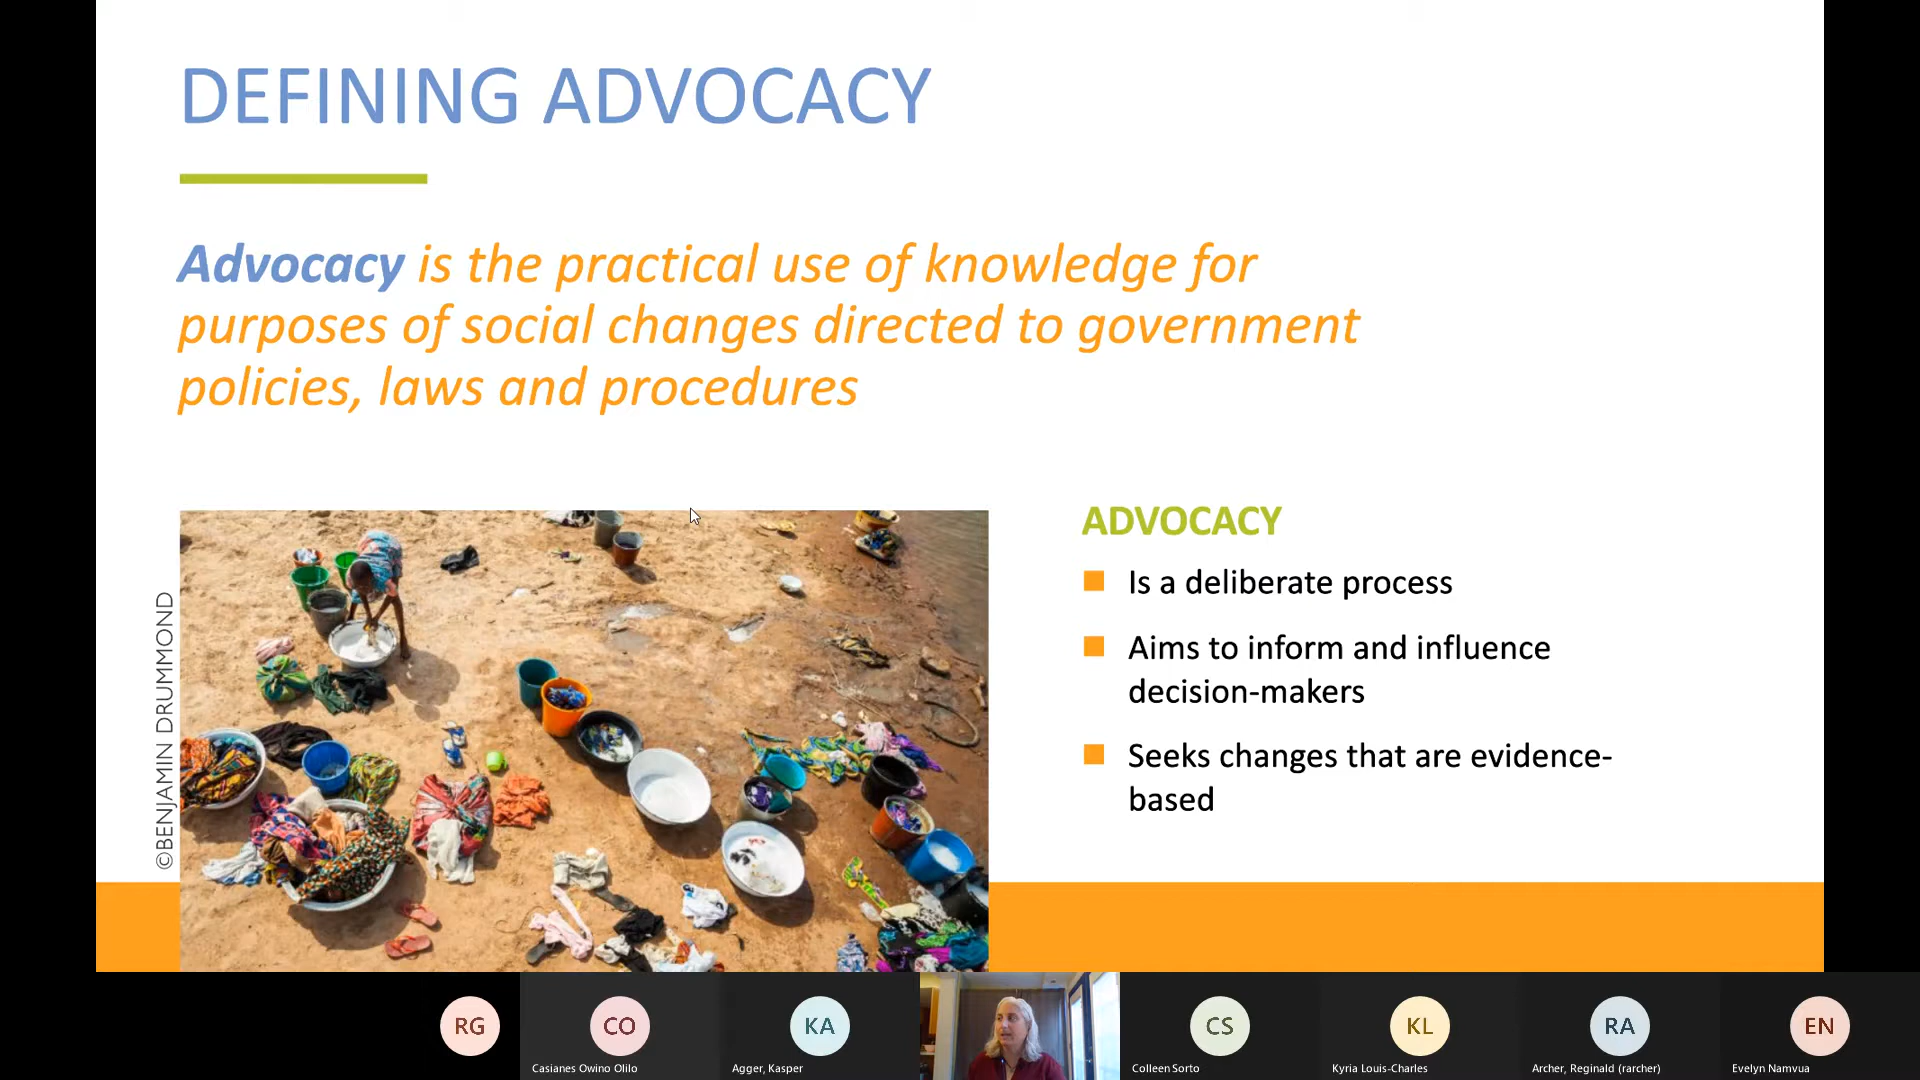 DEFINING ADVOCACY
Advocacy is the practical use of knowledge for
purposes of social changes directed to government
policies, laws and procedures
©BENJAMIN DRUMMOND
ADVOCACY
Is a deliberate process
Aims to inform and influence
decision-makers
Seeks changes that are evidence-
based
RG
CO
KA
CS
KL
RA
EN
Casianes Owino Olilo
Agger, Kasper
Colleen Sorto
Kyria Louis-Charles
Archer, Reginald (rarcher)
Evelyn Namvua